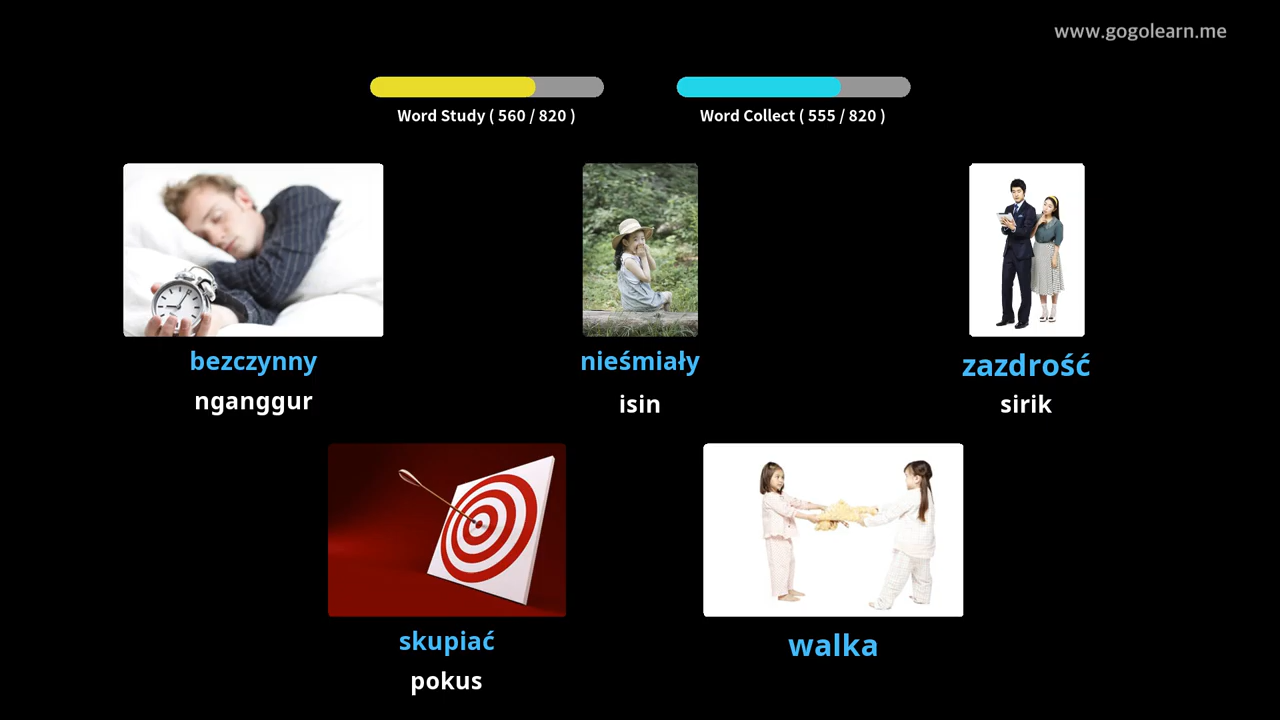 www.gogolearn.me
Word Study ( 560 / 820 )
Word Collect ( 555 / 820 )
bezczynny
nganggur
nieśmiały
isin
zazdrość
sirik
skupiać
pokus
walka